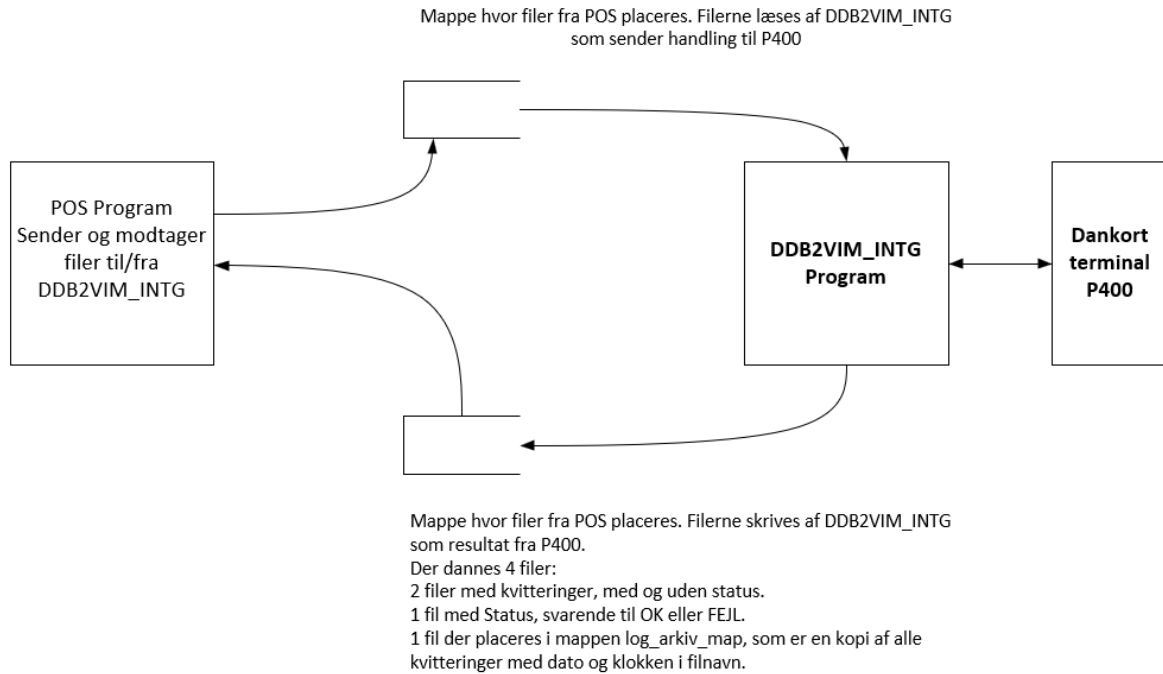 Mappe hvor filer fra POS placeres. Filerne læses af DDB2VIM_INTG
som sender handling til P400
POS Program
Sender og modtager
filer til/fra
DDB2VIM_INTG
DDB2VIM_INTG
Program
Dankort
terminal
P400
Mappe hvor filer fra POS placeres. Filerne skrives af DDB2VIM_INTG
som resultat fra P400.
Der dannes 4 filer:
2 filer med kvitteringer, med og uden status.
1 fil med Status, svarende til OK eller FEJL.
1 fil der placeres i mappen log_arkiv_map, som er en kopi af alle
kvitteringer med dato og klokken i filnavn.